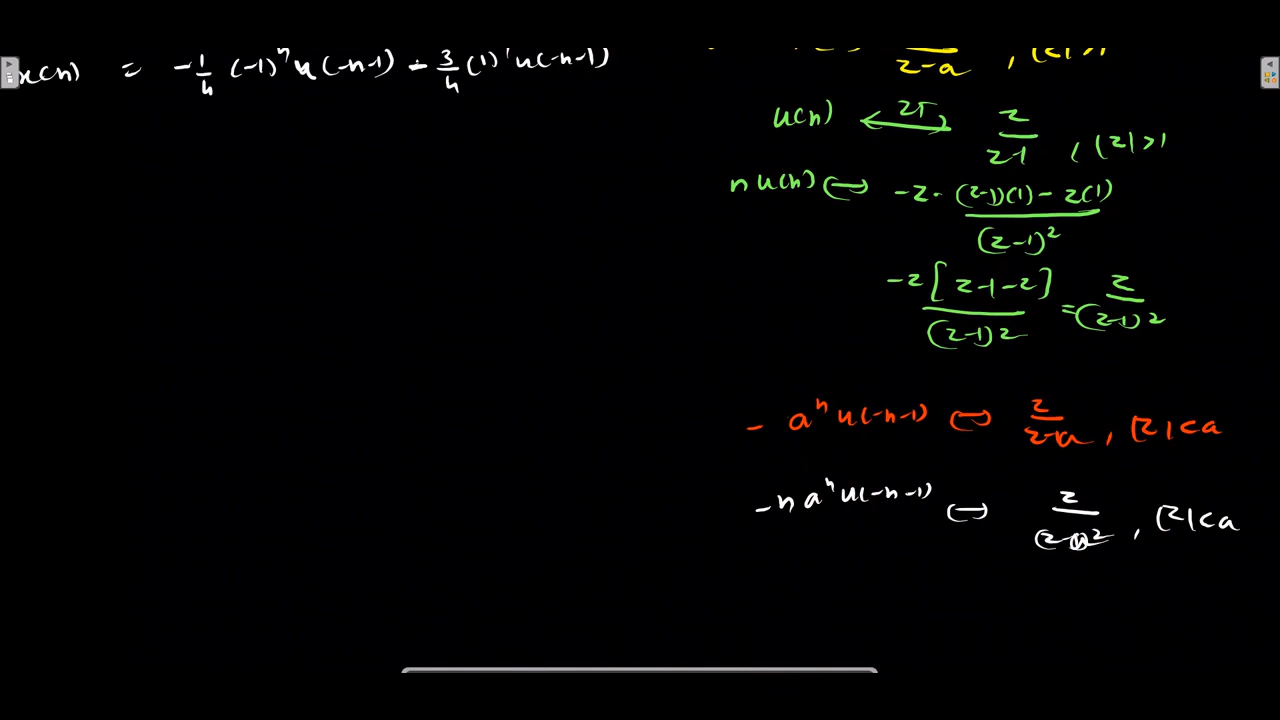 x(n) = -1/4 (-1)^n u(-n-1) - 3/4 (1)^n u(-n-1)
z-a , |z|>1
u(n) ⟷ ZT z/(z-1) , |z|>1
n u(n) ⟷ -z · ((z-1)(1) - z(1))/(z-1)^2
-z[z-1-z]/(z-1)^2 = z/(z-1)^2
- a^n u(-n-1) ⟷ z/(z-a) , |z|<a
-n a^n u(-n-1) ⟷ z/(z-a)^2 , |z|<a